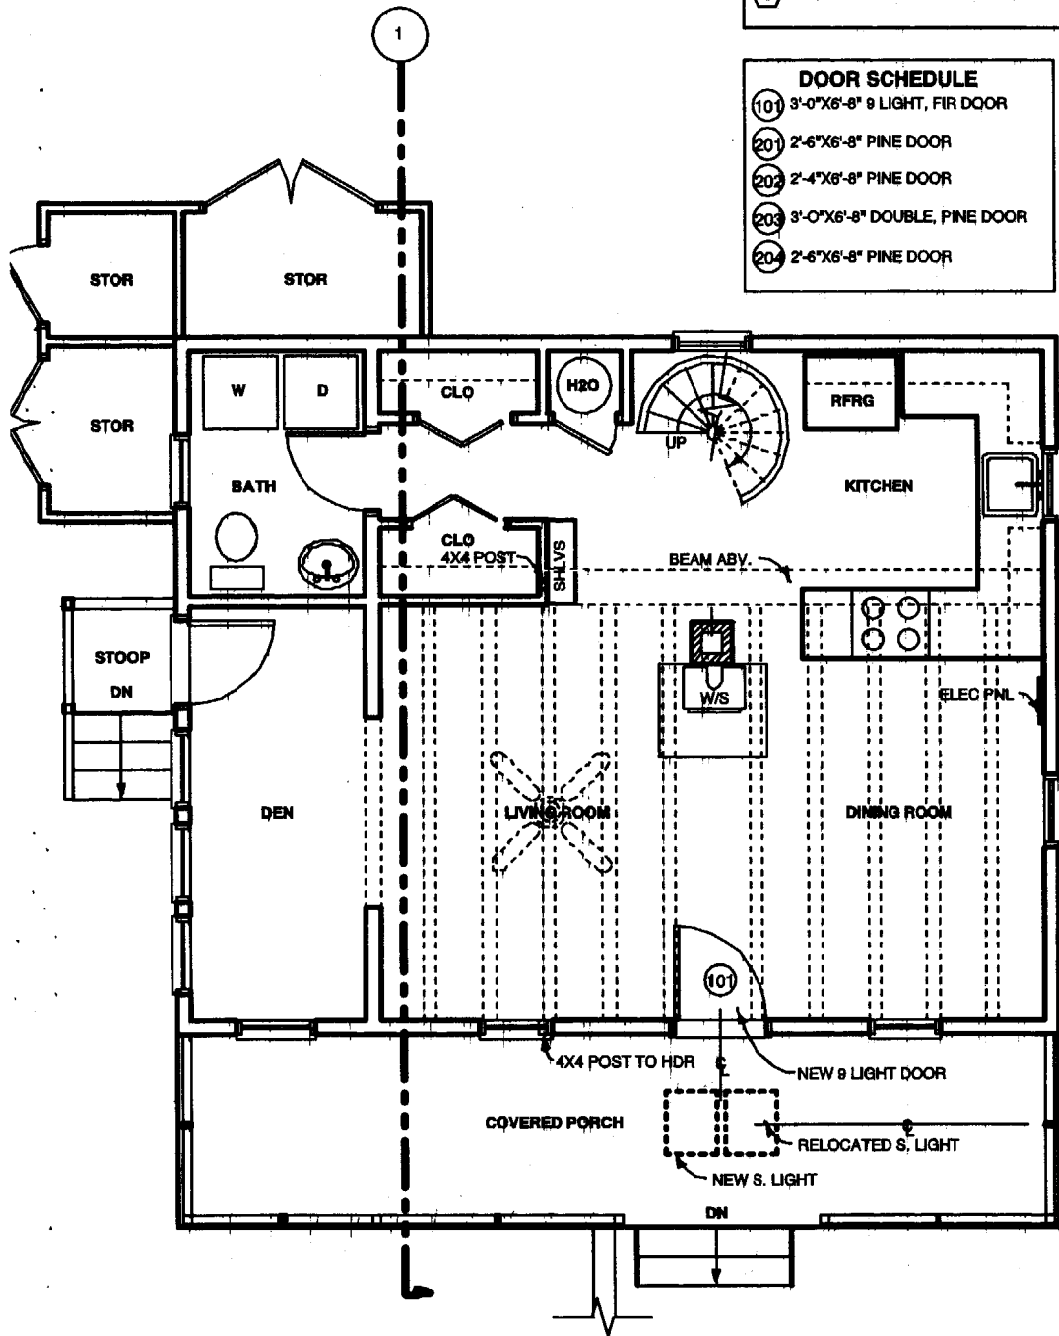 1
DOOR SCHEDULE
101 3'-0"X6'-8" 9 LIGHT, FIR DOOR
201 2'-6"X6'-8" PINE DOOR
202 2'-4"X6'-8" PINE DOOR
203 3'-0"X6'-8" DOUBLE, PINE DOOR
204 2'-6"X6'-8" PINE DOOR
STOR
STOR
W
D
CLO
H2O
RFRG
STOR
UP
BATH
KITCHEN
CLO
4X4 POST
SHLVS
BEAM ABV.
STOOP
DN
W/S
ELEC PNL
DEN
LIVING ROOM
DINING ROOM
101
4X4 POST TO HDR
CL
NEW 9 LIGHT DOOR
COVERED PORCH
CL
RELOCATED S. LIGHT
NEW S. LIGHT
DN